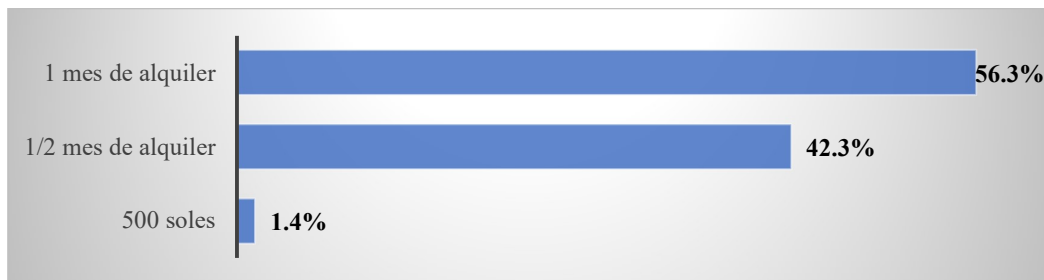 1 mes de alquiler 56.3%
1/2 mes de alquiler 42.3%
500 soles 1.4%